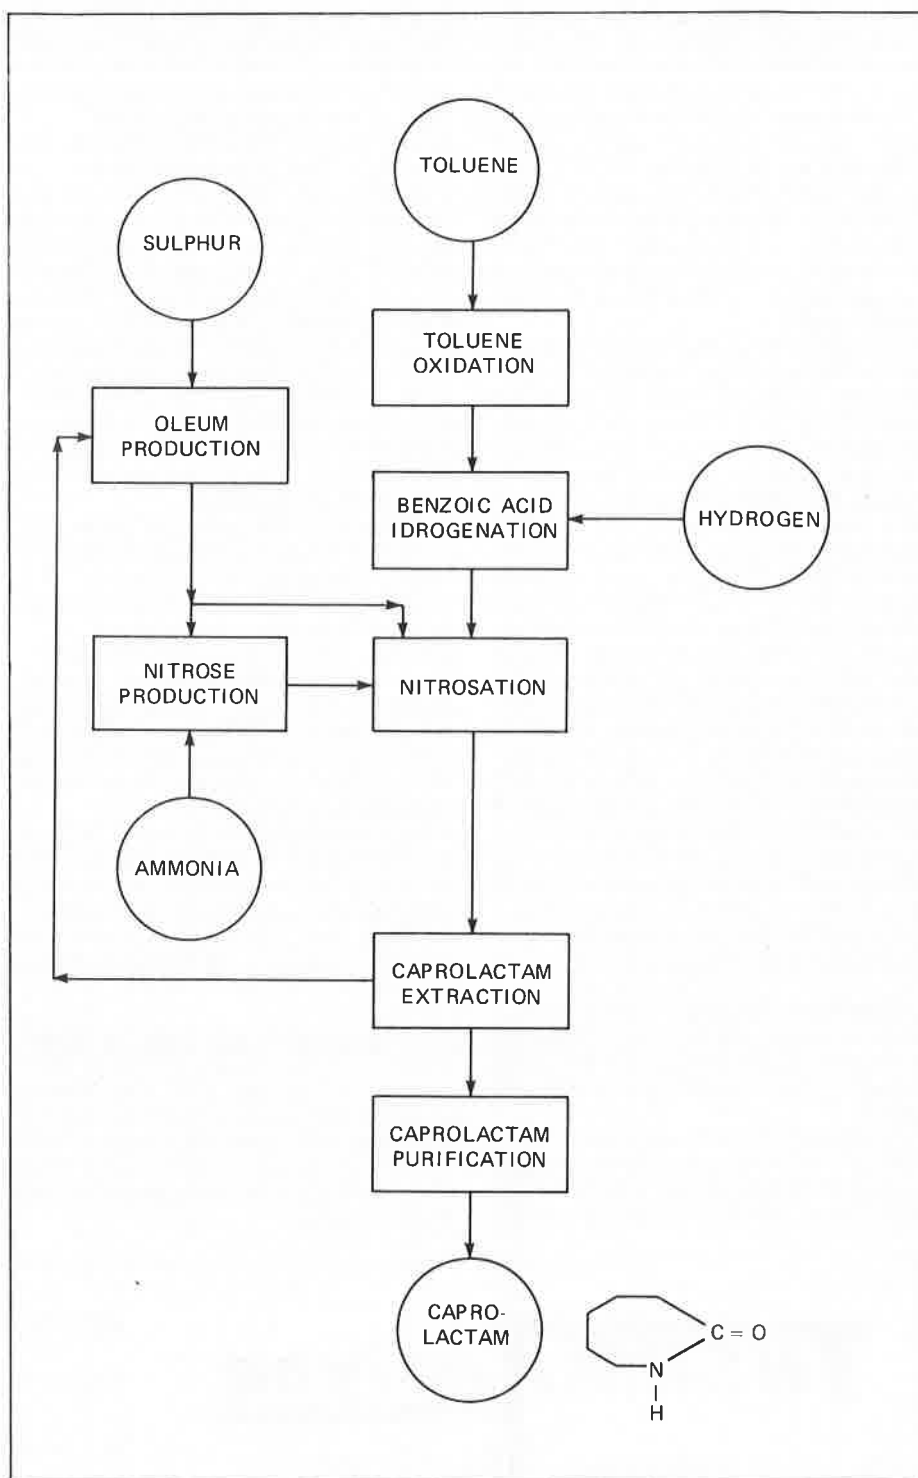 TOLUENE
SULPHUR
TOLUENE
OXIDATION
OLEUM
PRODUCTION
BENZOIC ACID
IDROGENATION
HYDROGEN
NITROSE
PRODUCTION
NITROSATION
AMMONIA
CAPROLACTAM
EXTRACTION
CAPROLACTAM
PURIFICATION
CAPRO-
LACTAM
C = O
N
H